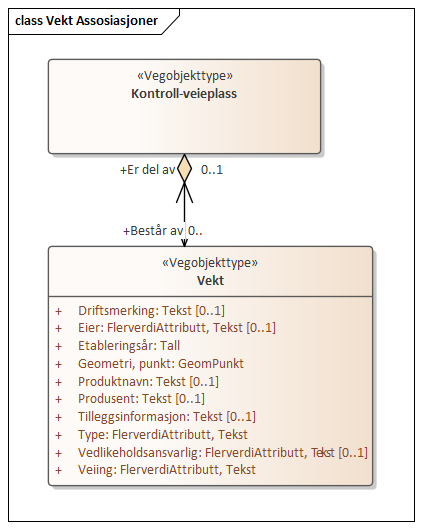 class Vekt Assosiasjoner
«Vegobjekttype»
Kontroll-veieplass
+Er del av 0..1
+Består av 0..
«Vegobjekttype»
Vekt
+ Driftsmerking: Tekst [0..1]
+ Eier: FlerverdiAttributt, Tekst [0..1]
+ Etableringsår: Tall
+ Geometri, punkt: GeomPunkt
+ Produktnavn: Tekst [0..1]
+ Produsent: Tekst [0..1]
+ Tilleggsinformasjon: Tekst [0..1]
+ Type: FlerverdiAttributt, Tekst
+ Vedlikeholdsansvarlig: FlerverdiAttributt, Tekst [0..1]
+ Veiing: FlerverdiAttributt, Tekst